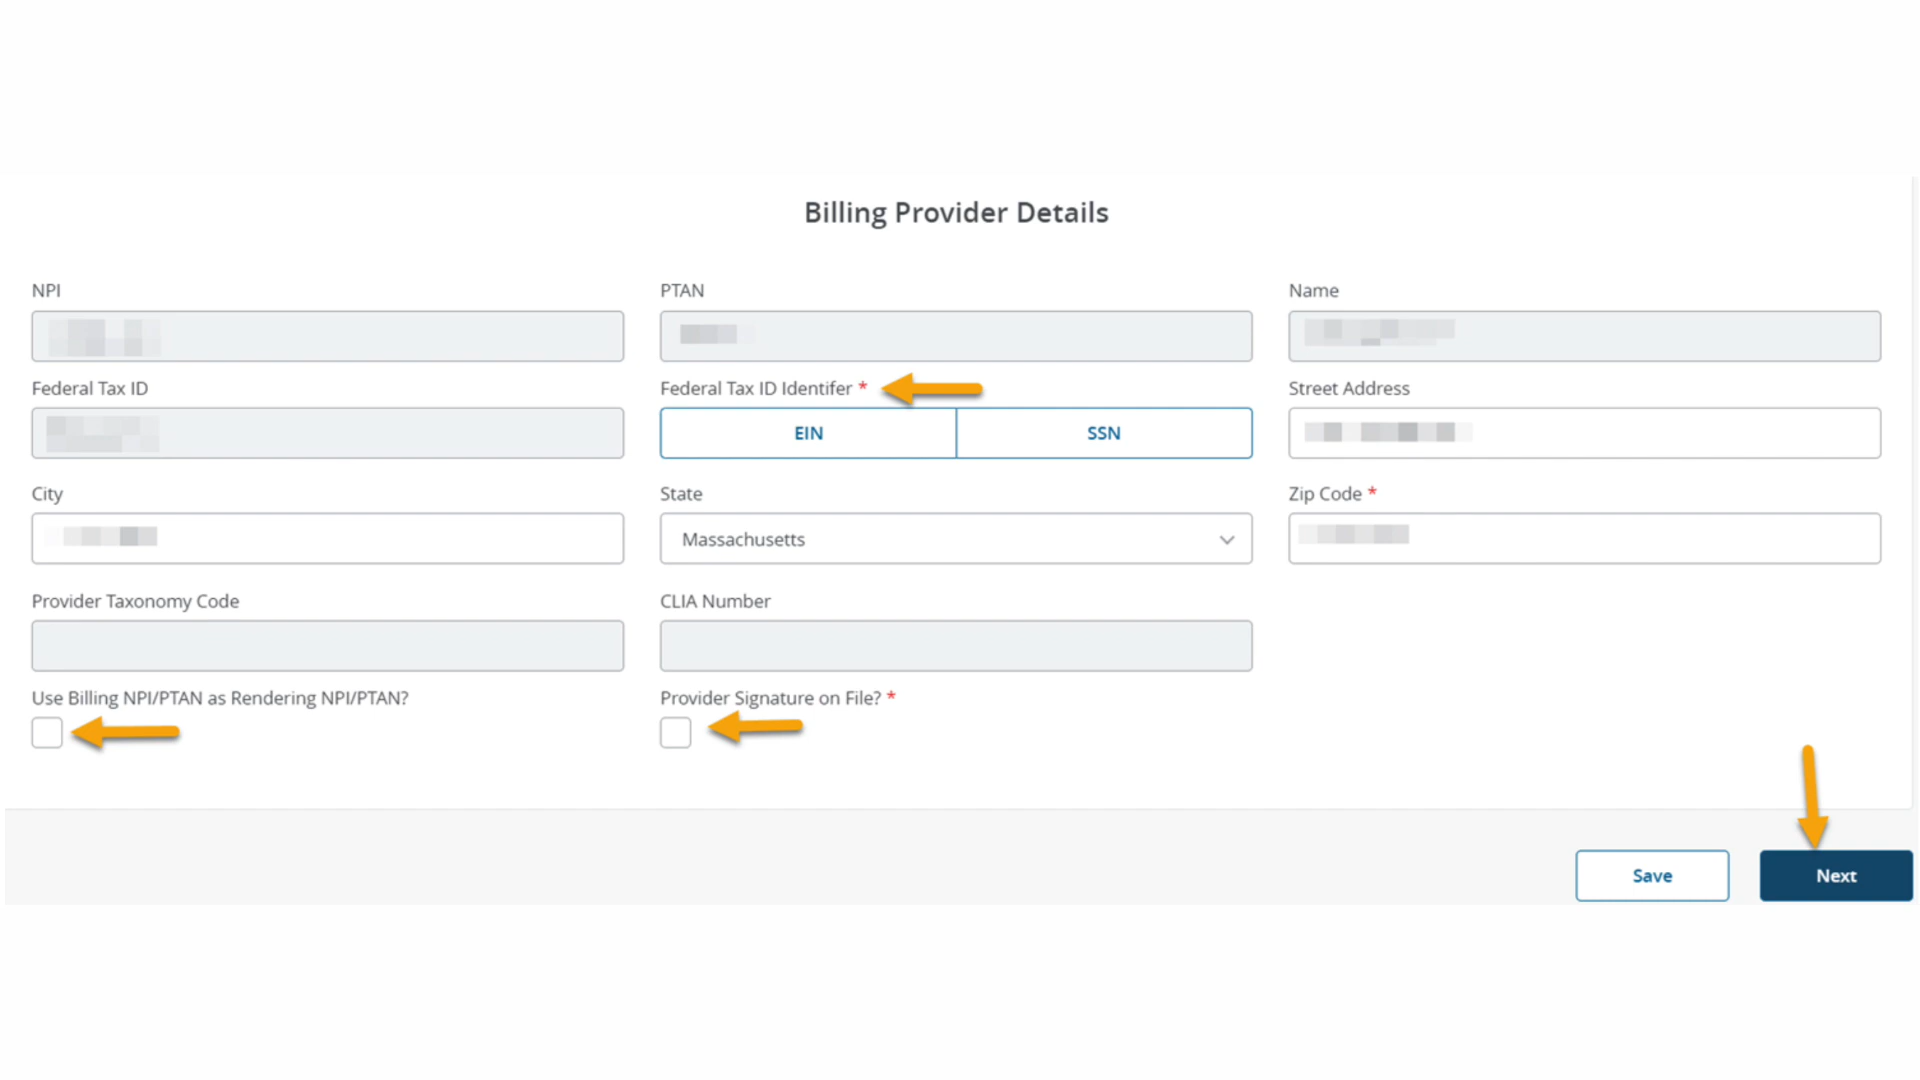 Billing Provider Details
NPI
PTAN
Name
Federal Tax ID
Federal Tax ID Identifer *
Street Address
EIN
SSN
City
State
Zip Code *
Massachusetts
Provider Taxonomy Code
CLIA Number
Use Billing NPI/PTAN as Rendering NPI/PTAN?
Provider Signature on File? *
Save
Next